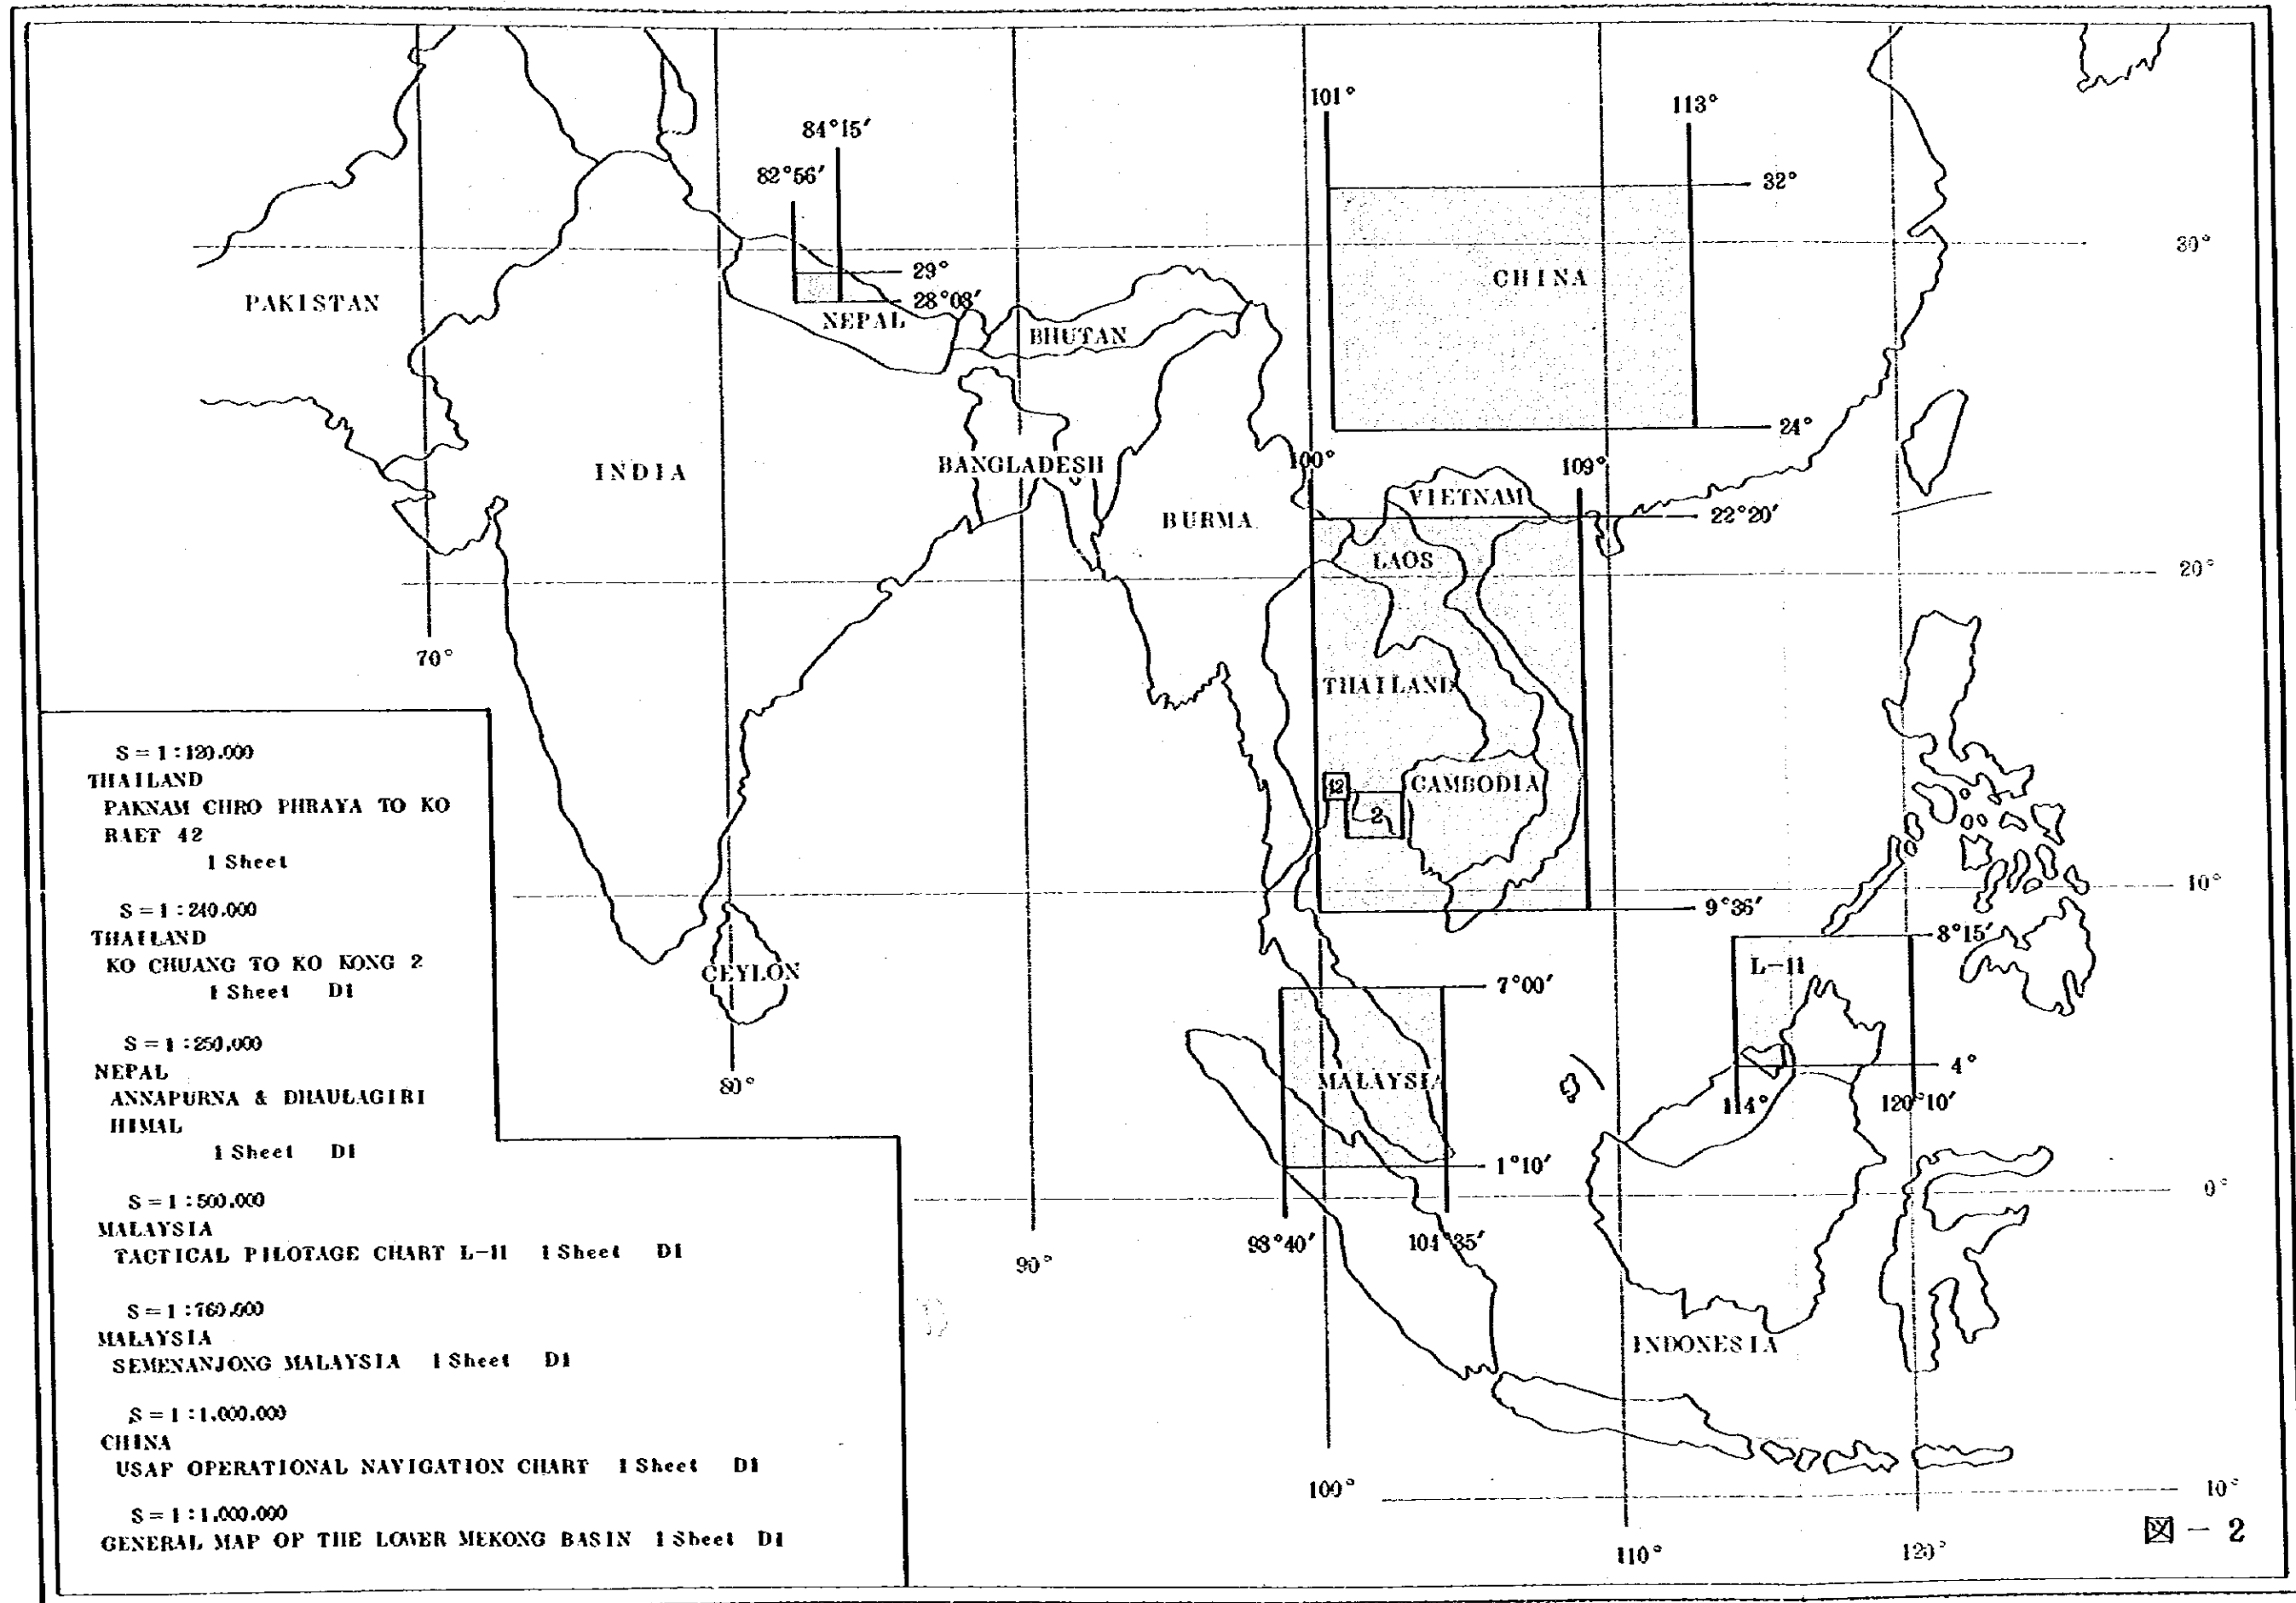 101°
113°
84°15′
82°56′
32°
30°
29°
28°08′
CHINA
PAKISTAN
NEPAL
BHUTAN
24°
100°
109°
INDIA
BANGLADESH
VIETNAM
BURMA
22°20′
LAOS
20°
70°
THAILAND
42
2
CAMBODIA
10°
9°36′
8°15′
L-11
CEYLON
7°00′
4°
80°
MALAYSIA
114°
120°10′
1°10′
0°
98°40′
104°35′
90°
INDONESIA
100°
10°
110°
120°
S = 1 : 120.000
THAILAND
PAKNAM CHRO PHRAYA TO KO
RAET 42
1 Sheet
S = 1 : 240.000
THAILAND
KO CHUANG TO KO KONG 2
1 Sheet D1
S = 1 : 250,000
NEPAL
ANNAPURNA & DHAULAGIRI
HIMAL
1 Sheet D1
S = 1 : 500.000
MALAYSIA
TACTICAL PILOTAGE CHART L-11 1 Sheet D1
S = 1 : 760.000
MALAYSIA
SEMENANJONG MALAYSIA 1 Sheet D1
S = 1 : 1.000.000
CHINA
USAF OPERATIONAL NAVIGATION CHART 1 Sheet D1
S = 1 : 1.000.000
GENERAL MAP OF THE LOWER MEKONG BASIN 1 Sheet D1
図 - 2